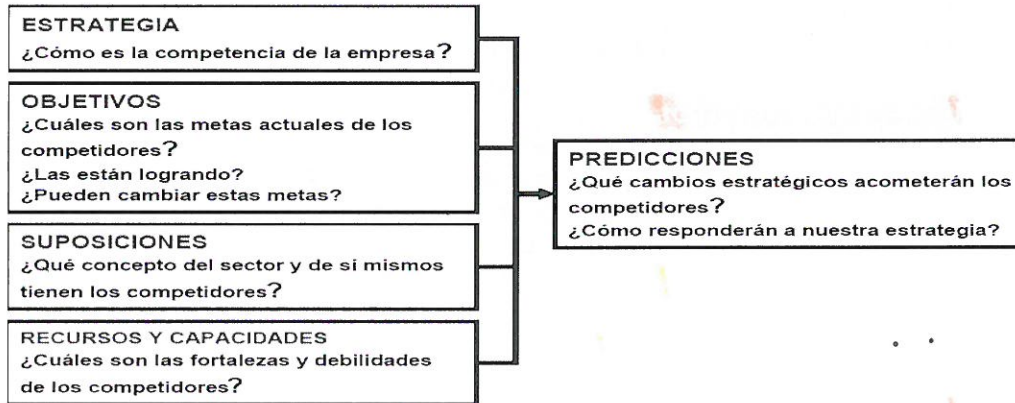 ESTRATEGIA
¿Cómo es la competencia de la empresa?
OBJETIVOS
¿Cuáles son las metas actuales de los
competidores?
¿Las están logrando?
¿Pueden cambiar estas metas?
SUPOSICIONES
¿Qué concepto del sector y de si mismos
tienen los competidores?
RECURSOS Y CAPACIDADES
¿Cuáles son las fortalezas y debilidades
de los competidores?
PREDICCIONES
¿Qué cambios estratégicos acometerán los
competidores?
¿Cómo responderán a nuestra estrategia?